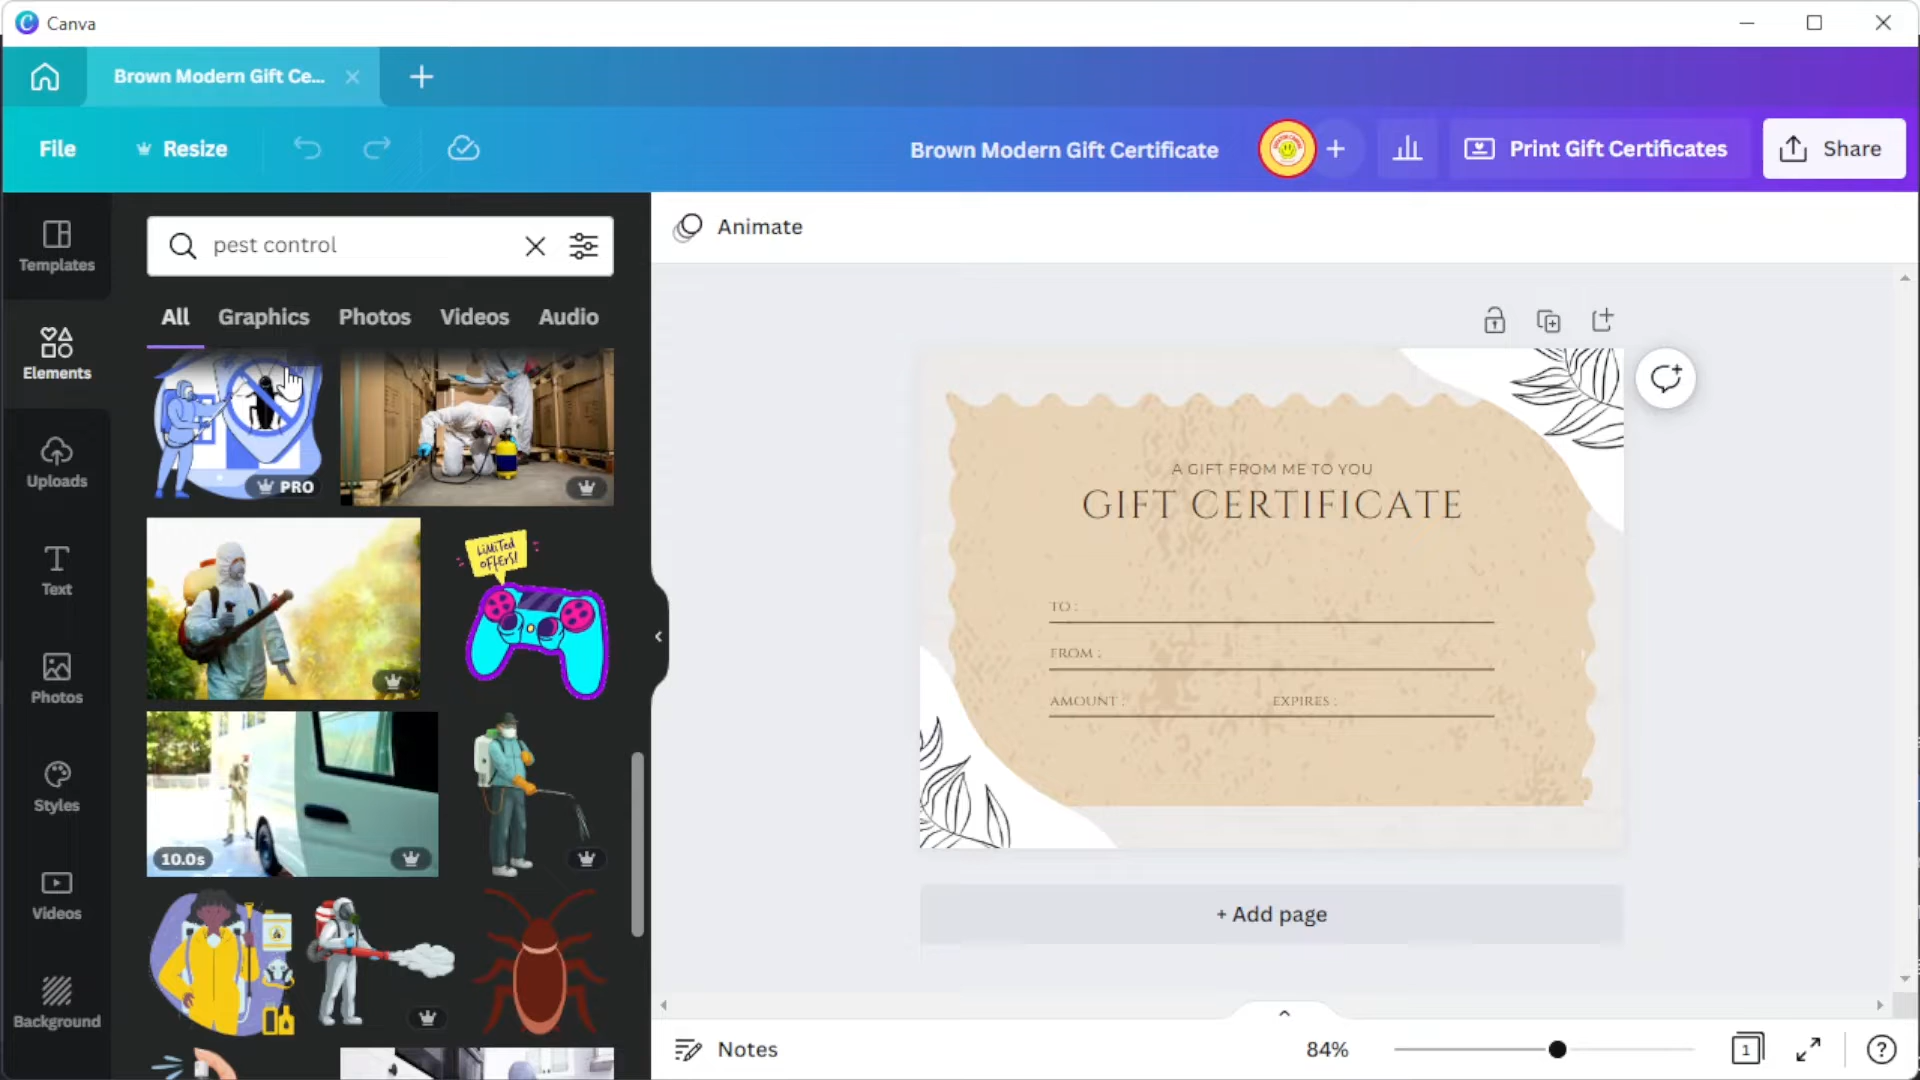 Canva
Brown Modern Gift Ce...
File
Resize
Brown Modern Gift Certificate
Print Gift Certificates
Share
Templates
Elements
Uploads
Text
Photos
Styles
Videos
Background
pest control
All
Graphics
Photos
Videos
Audio
PRO
LiMiTed
offers!
10.0s
Animate
A GIFT FROM ME TO YOU
GIFT CERTIFICATE
TO :
FROM :
AMOUNT :
EXPIRES :
+ Add page
Notes
84%
1